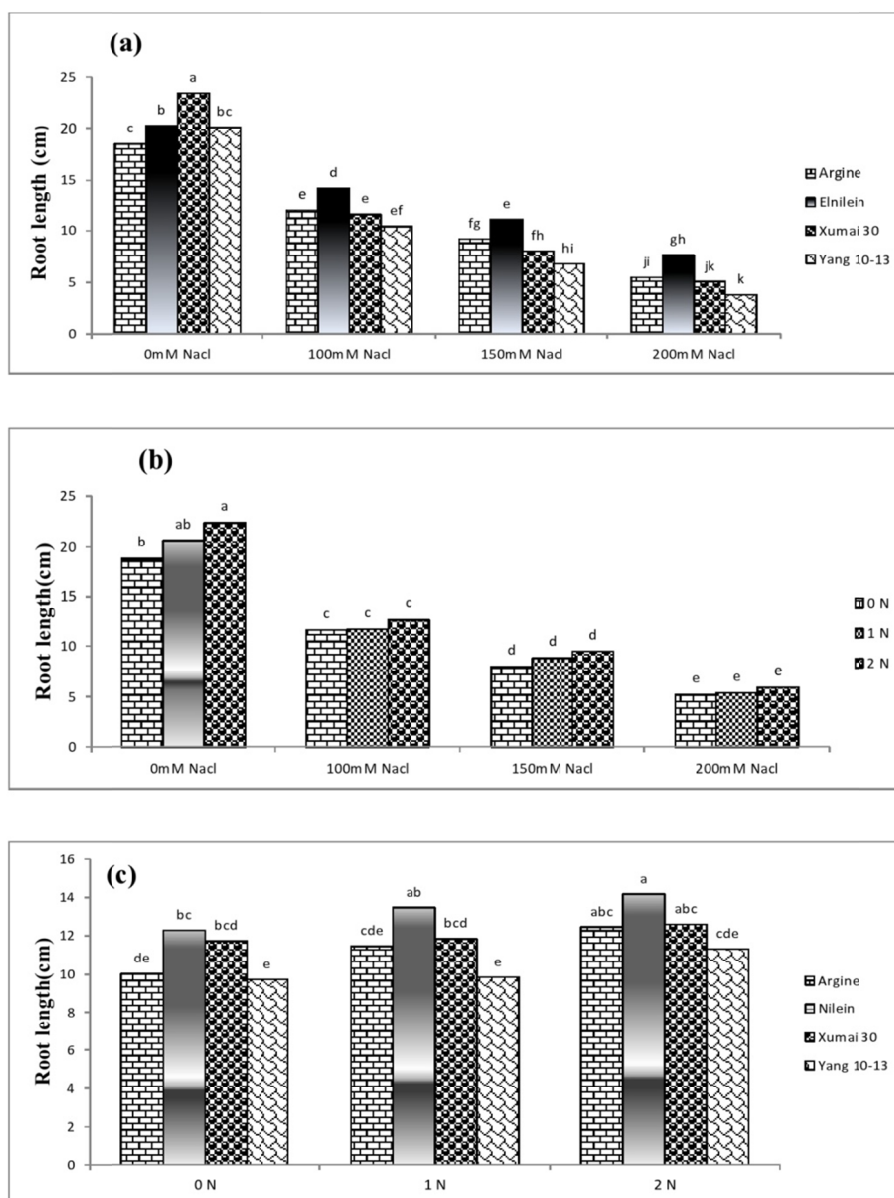 (a)
Root length (cm)
25
20
15
10
5
0
c b a bc
e d e ef
fg e fh hi
ji gh jk k
0mM Nacl 100mM Nacl 150mM Nacl 200mM Nacl
Argine
Elnilein
Xumai 30
Yang 10-13
(b)
Root length(cm)
25
20
15
10
5
0
b ab a
c c c
d d d
e e e
0mM Nacl 100mM Nacl 150mM Nacl 200mM Nacl
0 N
1 N
2 N
(c)
Root length(cm)
16
14
12
10
8
6
4
2
0
de bc bcd e
cde ab bcd e
abc a abc cde
0 N 1 N 2 N
Argine
Nilein
Xumai 30
Yang 10-13